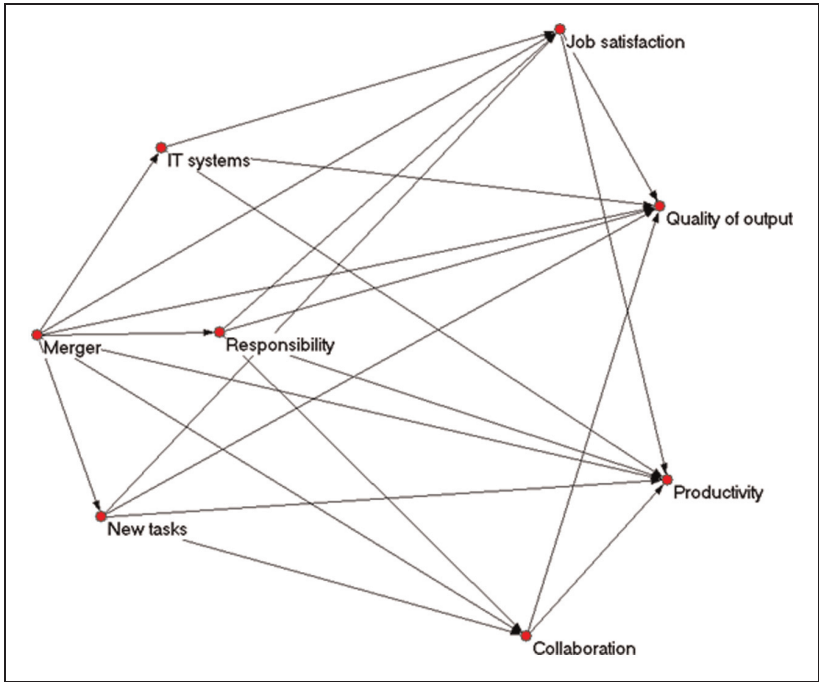 Job satisfaction
IT systems
Quality of output
Merger
Responsibility
Productivity
New tasks
Collaboration